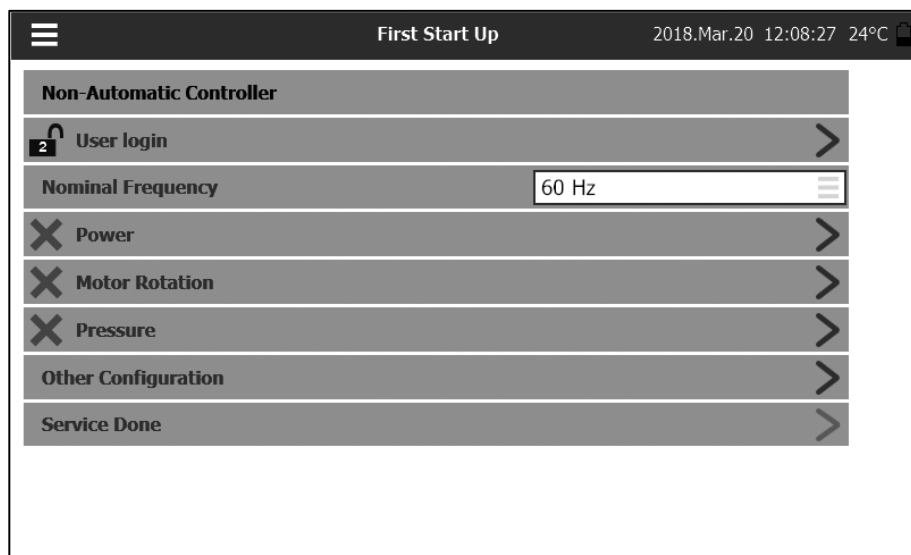 First Start Up 2018.Mar.20 12:08:27 24°C
Non-Automatic Controller
2 User login
Nominal Frequency 60 Hz
Power
Motor Rotation
Pressure
Other Configuration
Service Done